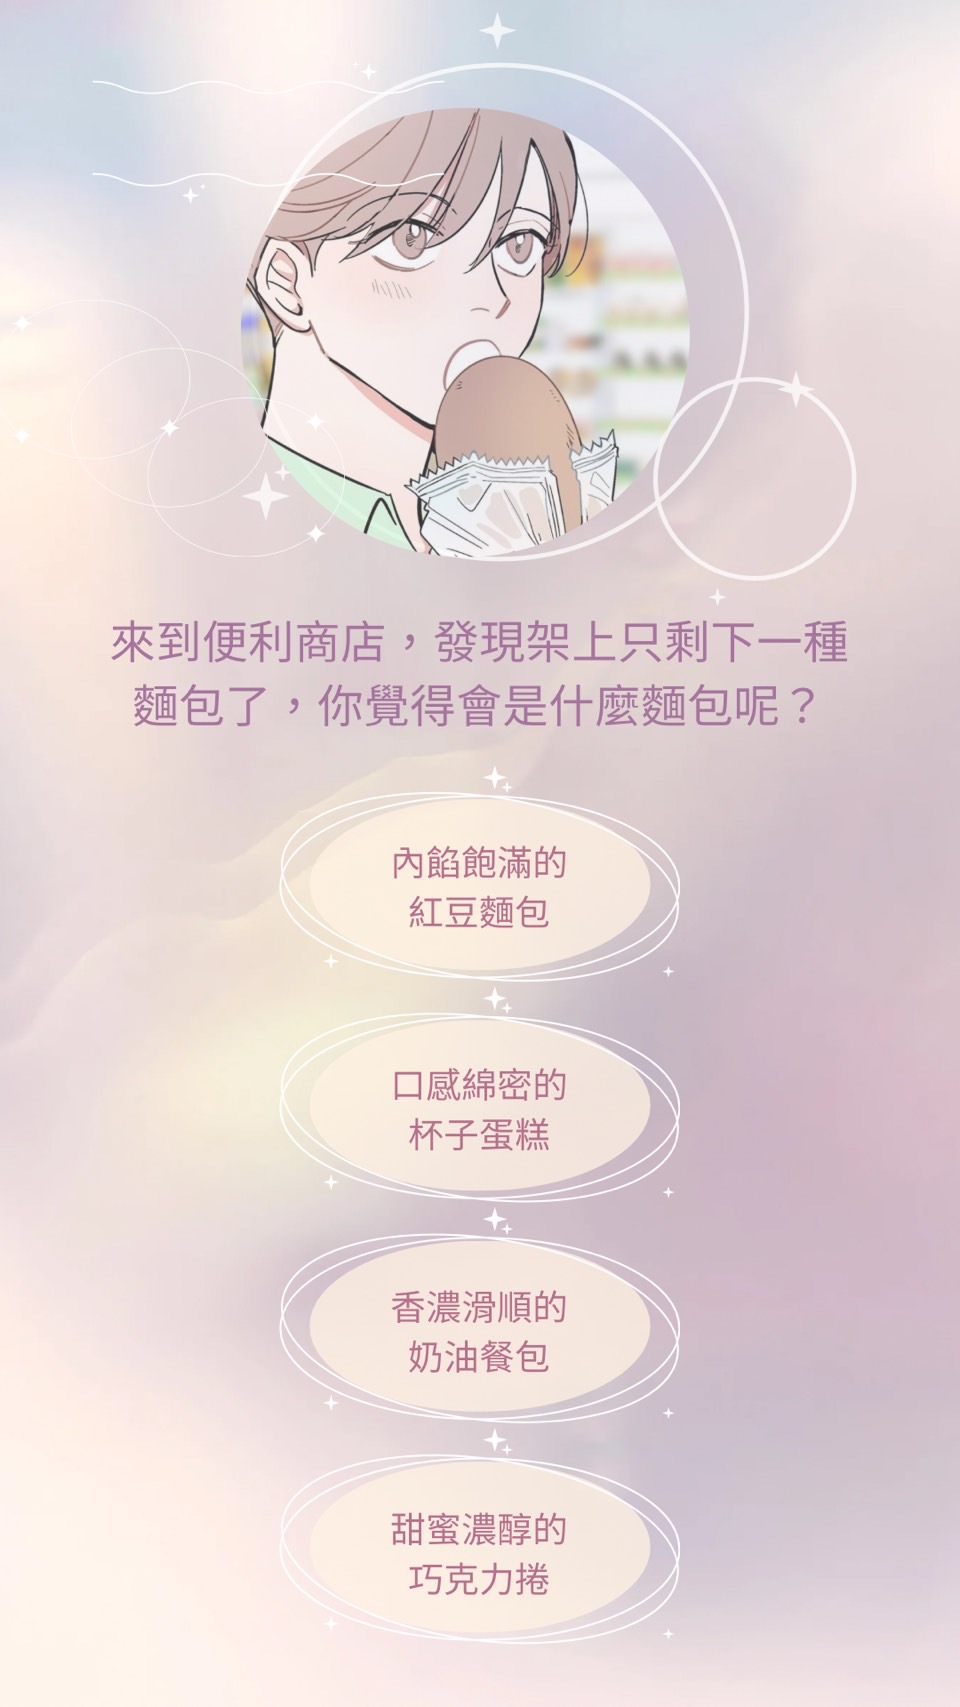 來到便利商店，發現架上只剩下一種
麵包了，你覺得會是什麼麵包呢？
內餡飽滿的
紅豆麵包
口感綿密的
杯子蛋糕
香濃滑順的
奶油餐包
甜蜜濃醇的
巧克力捲